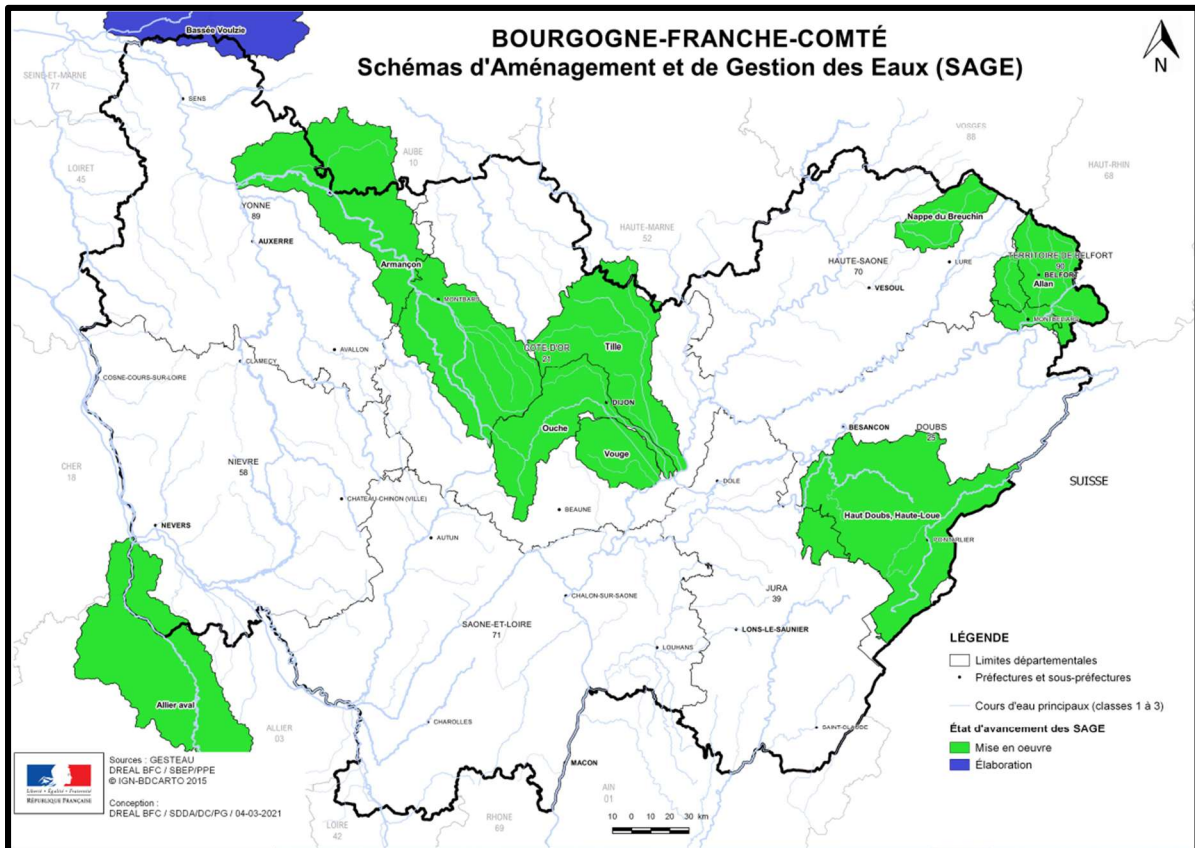 BOURGOGNE-FRANCHE-COMTÉ
Schémas d'Aménagement et de Gestion des Eaux (SAGE)
N
Bassée Voulzie
SEINE-ET-MARNE
77
SENS
LOIRET
45
AUBE
10
VOSGES
88
HAUT-RHIN
68
HAUTE-MARNE
52
YONNE
89
AUXERRE
Armançon
MONTBARD
Nappe du Breuchin
HAUTE-SAONE
70
LURE
VESOUL
TERRITOIRE DE BELFORT
90
BELFORT
Allan
MONTBELIARD
AVALLON
CLAMECY
COSNE-COURS-SUR-LOIRE
COTE D'OR
21
Tille
DIJON
Ouche
Vouge
BESANCON
DOUBS
25
SUISSE
CHER
18
NIEVRE
58
CHATEAU-CHINON (VILLE)
NEVERS
BEAUNE
DOLE
Haut Doubs, Haute-Loue
PONTARLIER
AUTUN
CHALON-SUR-SAONE
JURA
39
SAONE-ET-LOIRE
71
LONS-LE-SAUNIER
LOUHANS
Allier aval
ALLIER
03
CHAROLLES
SAINT-CLAUDE
MACON
AIN
01
RHONE
69
LOIRE
42
LÉGENDE
Limites départementales
Préfectures et sous-préfectures
Cours d'eau principaux (classes 1 à 3)
État d'avancement des SAGE
Mise en oeuvre
Élaboration
Liberté • Égalité • Fraternité
RÉPUBLIQUE FRANÇAISE
Sources : GESTEAU
DREAL BFC / SBEP/PPE
© IGN-BDCARTO 2015
Conception :
DREAL BFC / SDDA/DC/PG / 04-03-2021
10 0 10 20 30 km